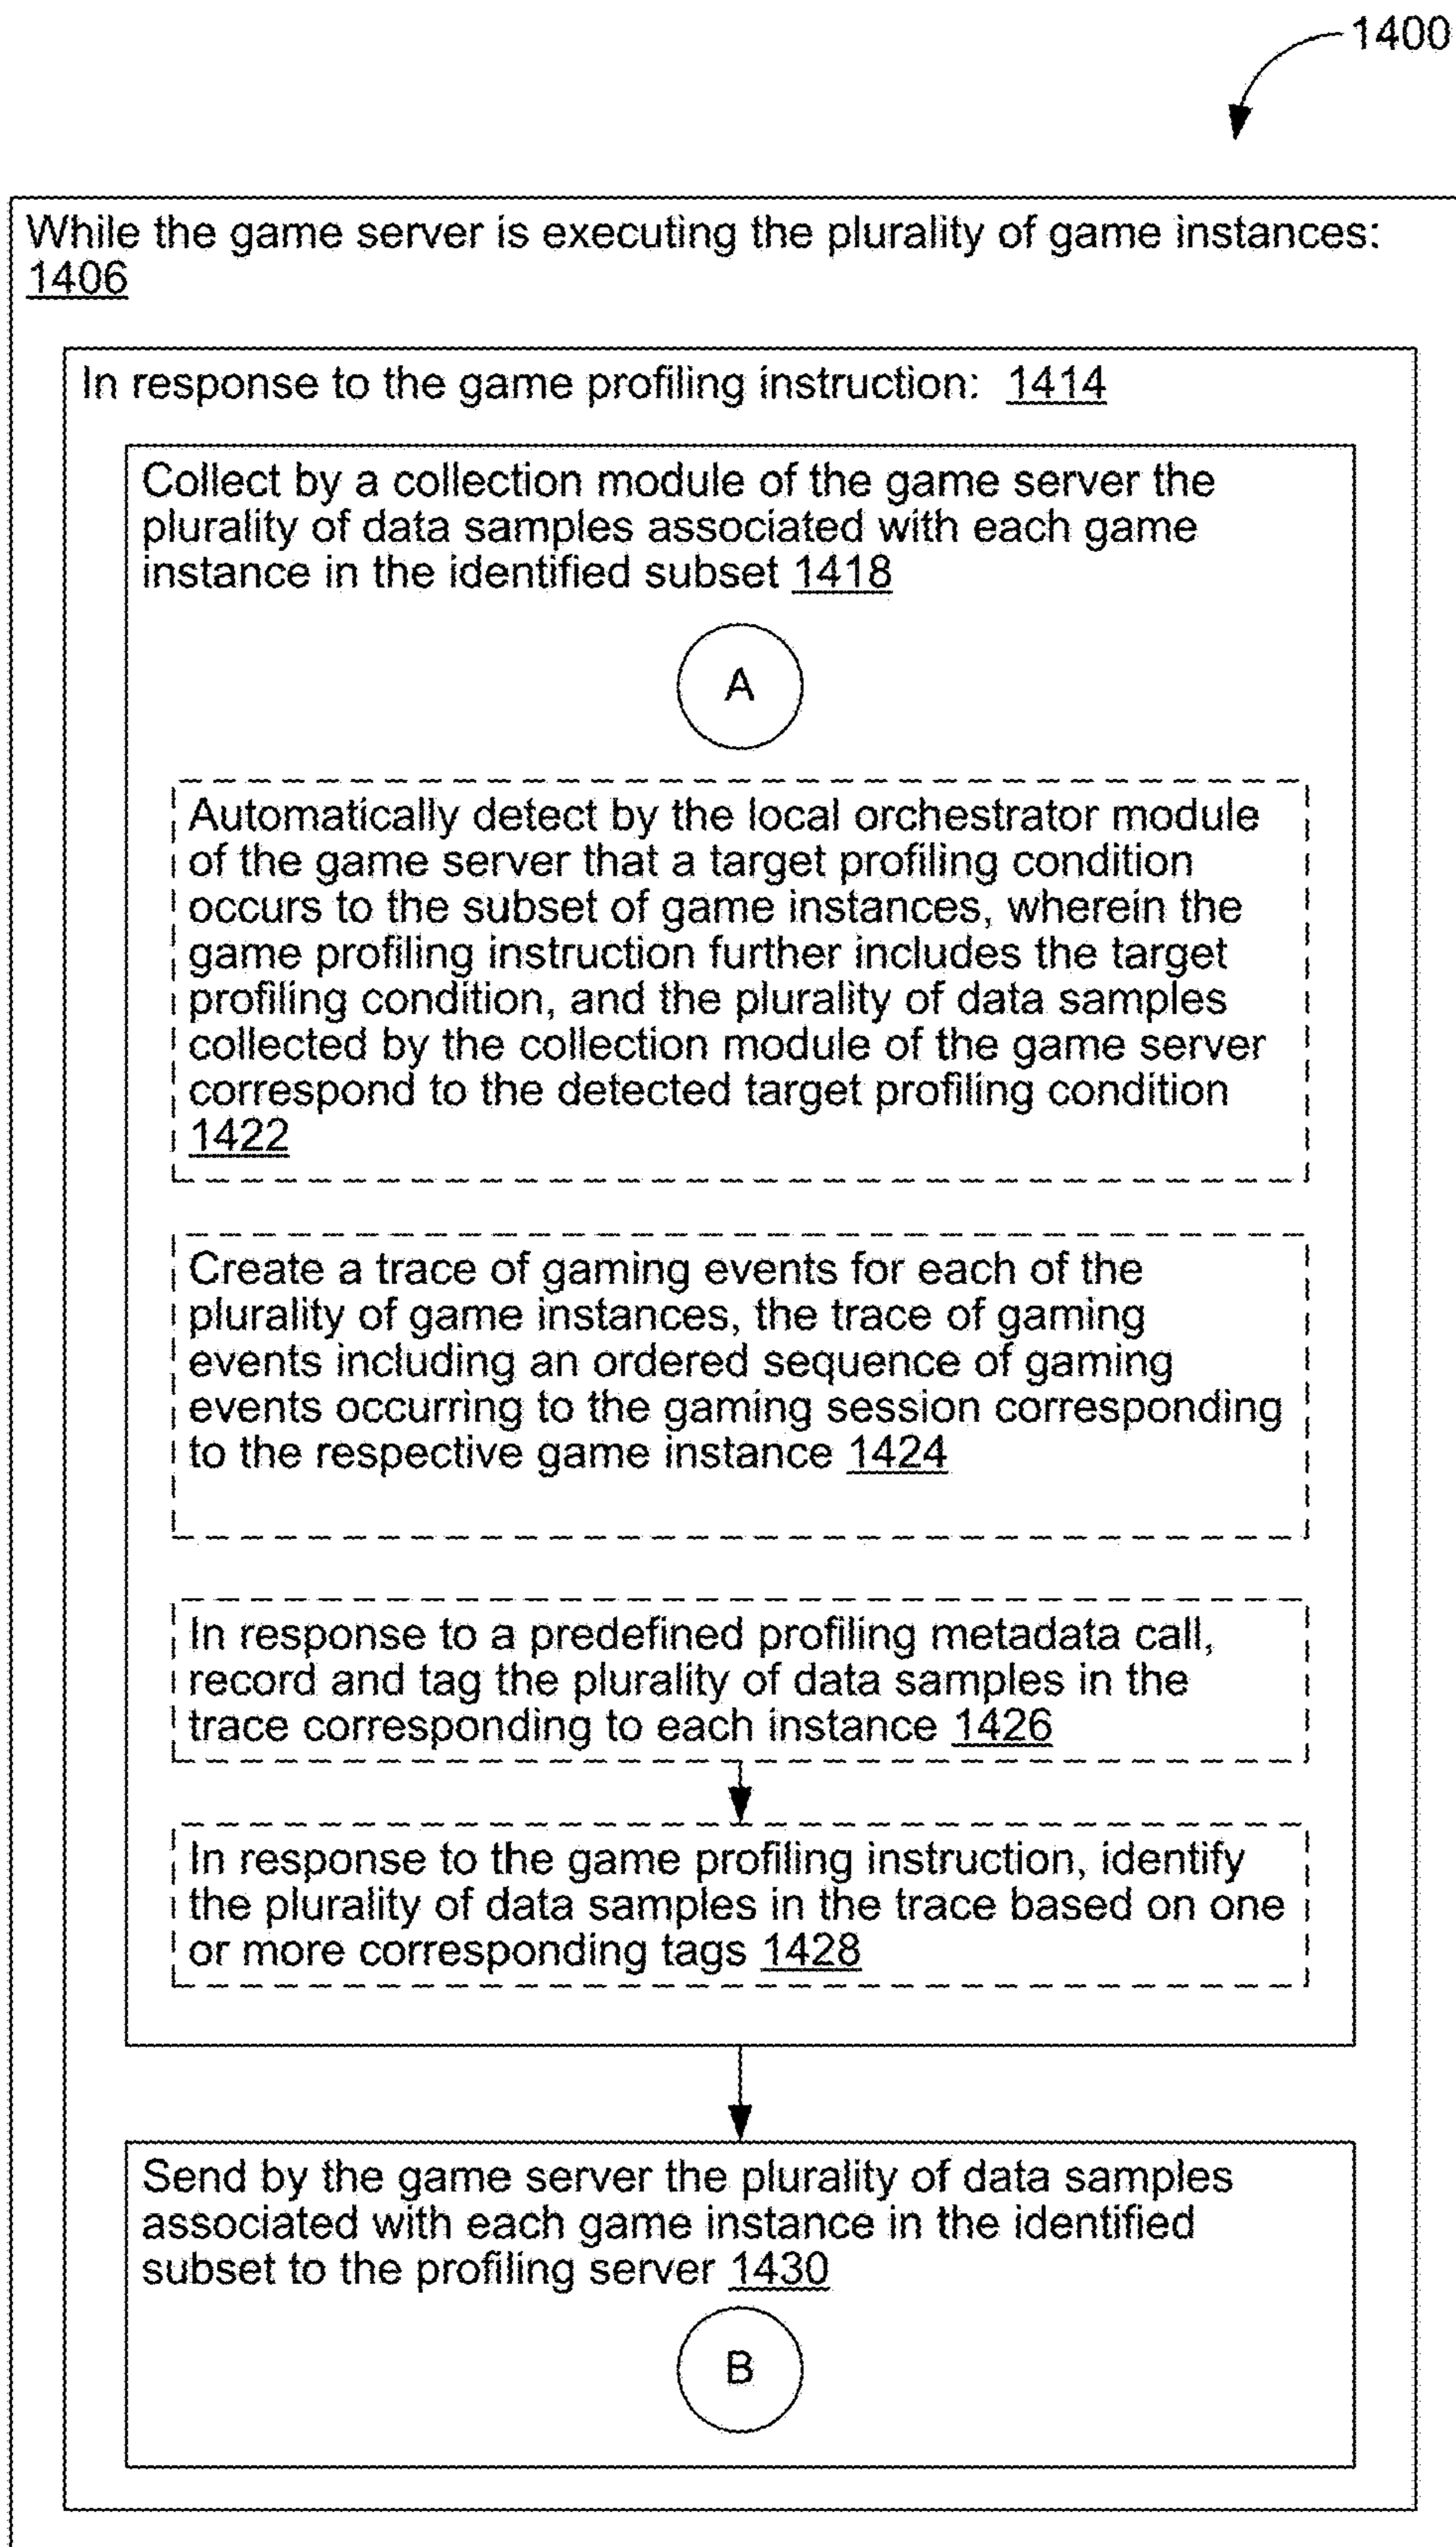 1400
While the game server is executing the plurality of game instances:
1406
In response to the game profiling instruction: 1414
Collect by a collection module of the game server the
plurality of data samples associated with each game
instance in the identified subset 1418
A
Automatically detect by the local orchestrator module
of the game server that a target profiling condition
occurs to the subset of game instances, wherein the
game profiling instruction further includes the target
profiling condition, and the plurality of data samples
collected by the collection module of the game server
correspond to the detected target profiling condition
1422
Create a trace of gaming events for each of the
plurality of game instances, the trace of gaming
events including an ordered sequence of gaming
events occurring to the gaming session corresponding
to the respective game instance 1424
In response to a predefined profiling metadata call,
record and tag the plurality of data samples in the
trace corresponding to each instance 1426
In response to the game profiling instruction, identify
the plurality of data samples in the trace based on one
or more corresponding tags 1428
Send by the game server the plurality of data samples
associated with each game instance in the identified
subset to the profiling server 1430
B